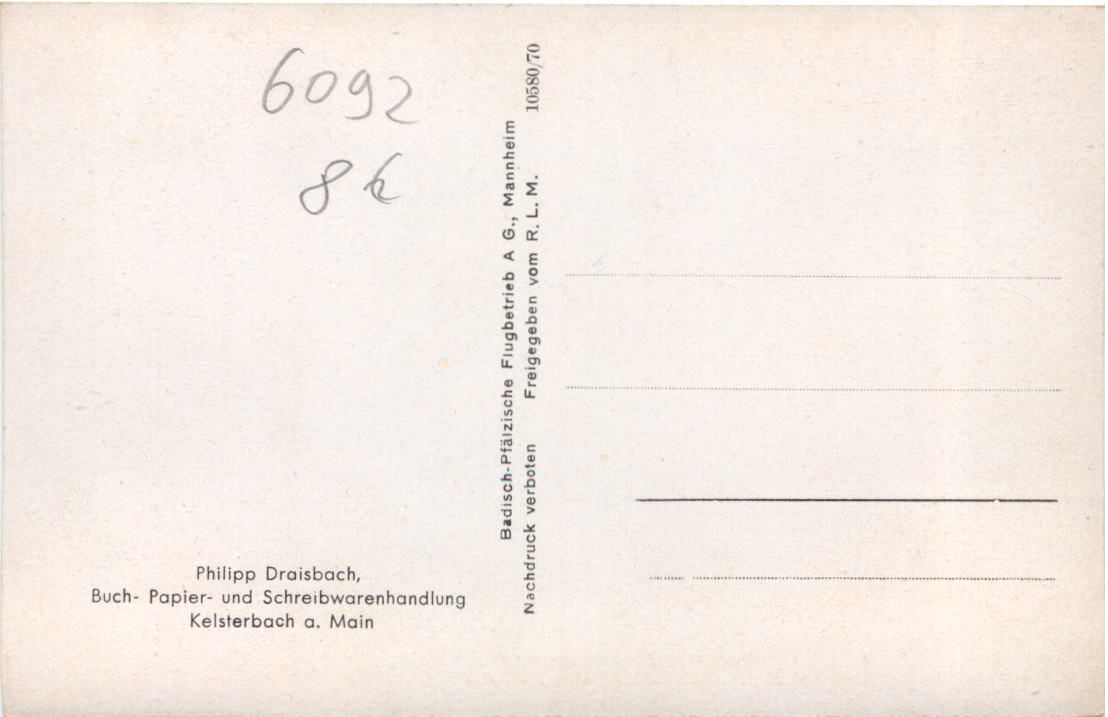 6092
8€
Philipp Draisbach,
Buch- Papier- und Schreibwarenhandlung
Kelsterbach a. Main
Badisch-Pfälzische Flugbetrieb A G., Mannheim
Nachdruck verboten Freigegeben vom R. L. M. 10580/70